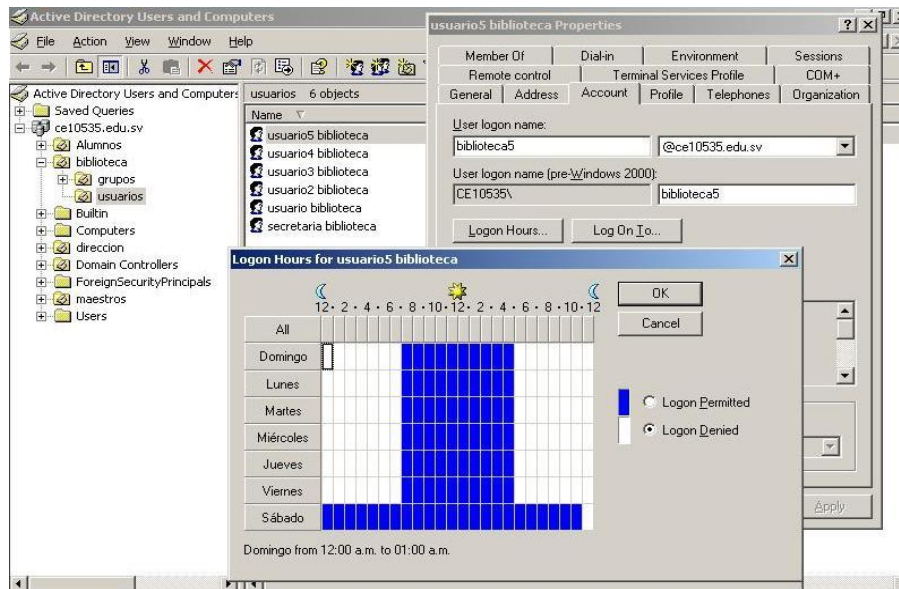 Active Directory Users and Computers
File Action View Window Help
Active Directory Users and Computers
Saved Queries
ce10535.edu.sv
Alumnos
biblioteca
grupos
usuarios
Builtin
Computers
direccion
Domain Controllers
ForeignSecurityPrincipals
maestros
Users
usuarios 6 objects
Name
usuario5 biblioteca
usuario4 biblioteca
usuario3 biblioteca
usuario2 biblioteca
usuario biblioteca
secretaria biblioteca
usuario5 biblioteca Properties
Member Of Dial-in Environment Sessions
Remote control Terminal Services Profile COM+
General Address Account Profile Telephones Organization
User logon name:
biblioteca5 @ce10535.edu.sv
User logon name (pre-Windows 2000):
CE10535\ biblioteca5
Logon Hours... Log On To...
Apply
Logon Hours for usuario5 biblioteca
12 · 2 · 4 · 6 · 8 · 10 · 12 · 2 · 4 · 6 · 8 · 10 · 12
All
Domingo
Lunes
Martes
Miércoles
Jueves
Viernes
Sábado
OK
Cancel
Logon Permitted
Logon Denied
Domingo from 12:00 a.m. to 01:00 a.m.